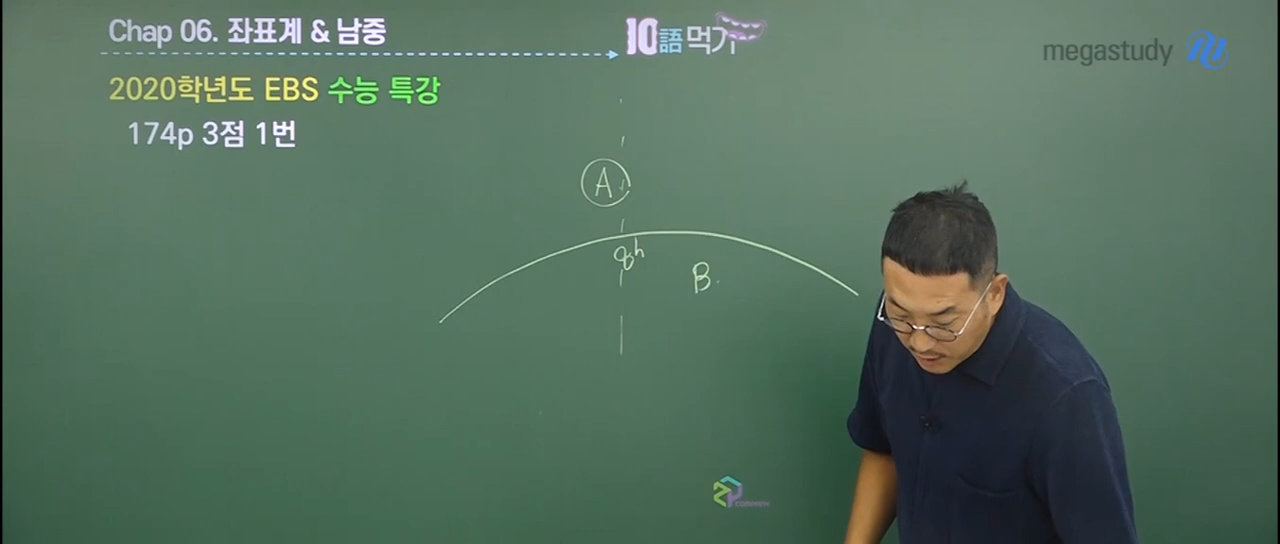 Chap 06. 좌표계 & 남중
10語먹기
megastudy
2020학년도 EBS 수능 특강
174p 3점 1번
A
8h
B